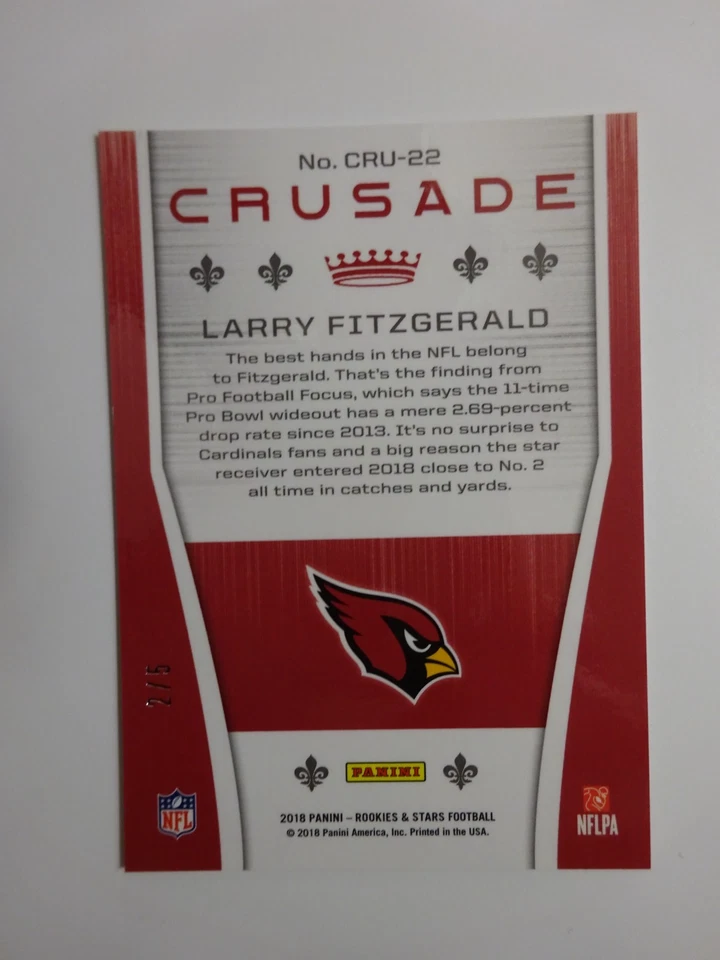 No. CRU-22
CRUSADE
LARRY FITZGERALD
The best hands in the NFL belong
to Fitzgerald. That's the finding from
Pro Football Focus, which says the 11-time
Pro Bowl wideout has a mere 2.69-percent
drop rate since 2013. It's no surprise to
Cardinals fans and a big reason the star
receiver entered 2018 close to No. 2
all time in catches and yards.
2/5
PANINI
NFL
NFLPA
2018 PANINI – ROOKIES & STARS FOOTBALL
© 2018 Panini America, Inc. Printed in the USA.